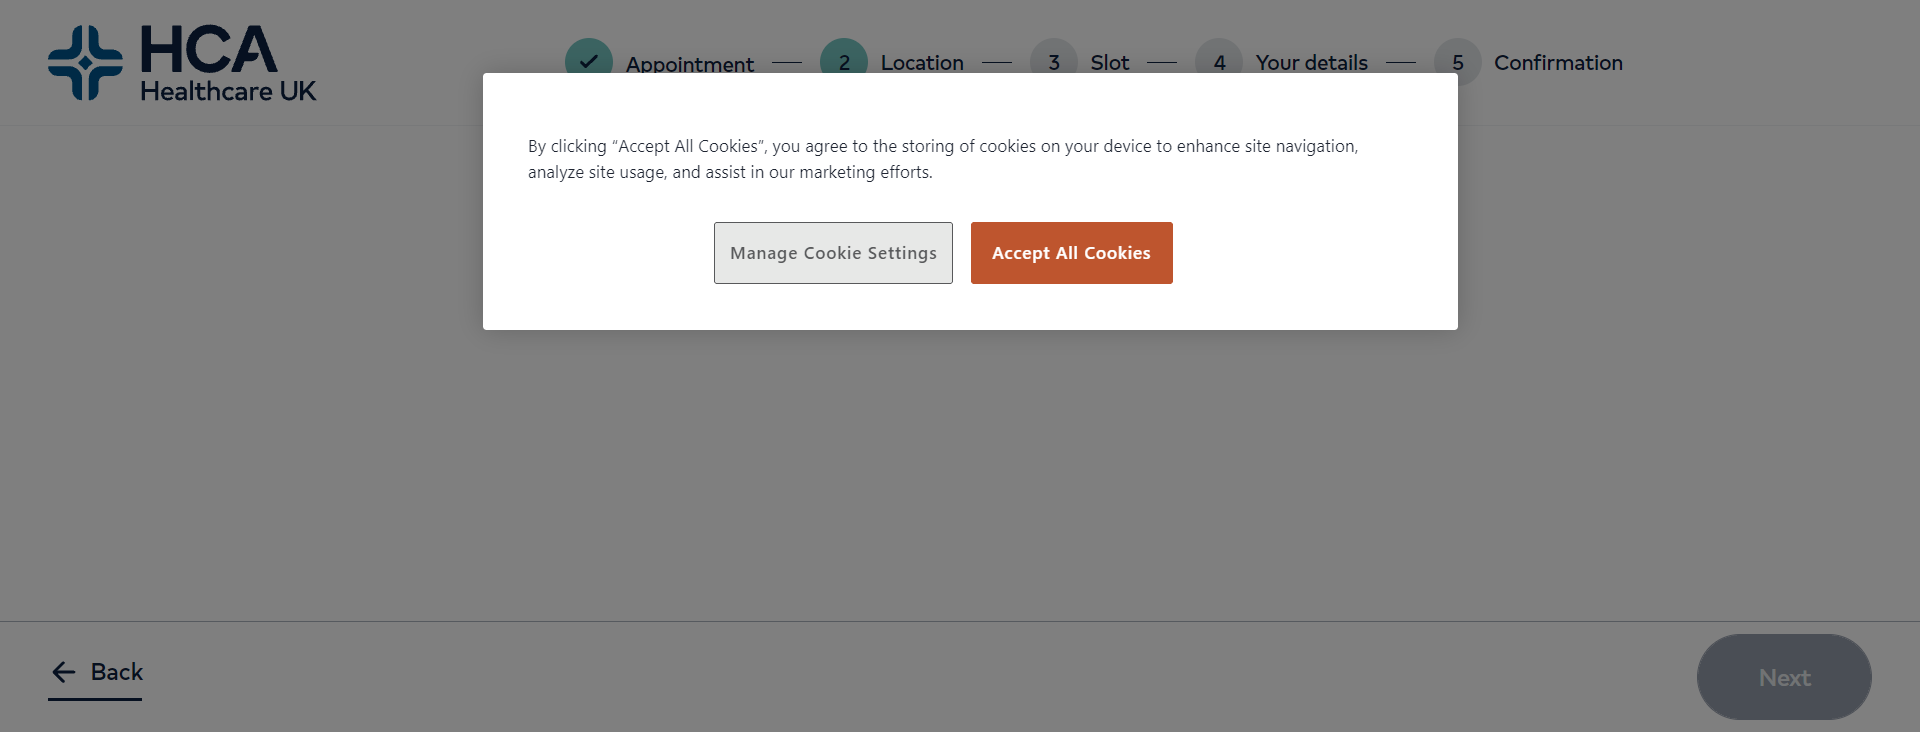 HCA
Healthcare UK
Appointment
2 Location
3 Slot
4 Your details
5 Confirmation
By clicking “Accept All Cookies”, you agree to the storing of cookies on your device to enhance site navigation,
analyze site usage, and assist in our marketing efforts.
Manage Cookie Settings
Accept All Cookies
Back
Next